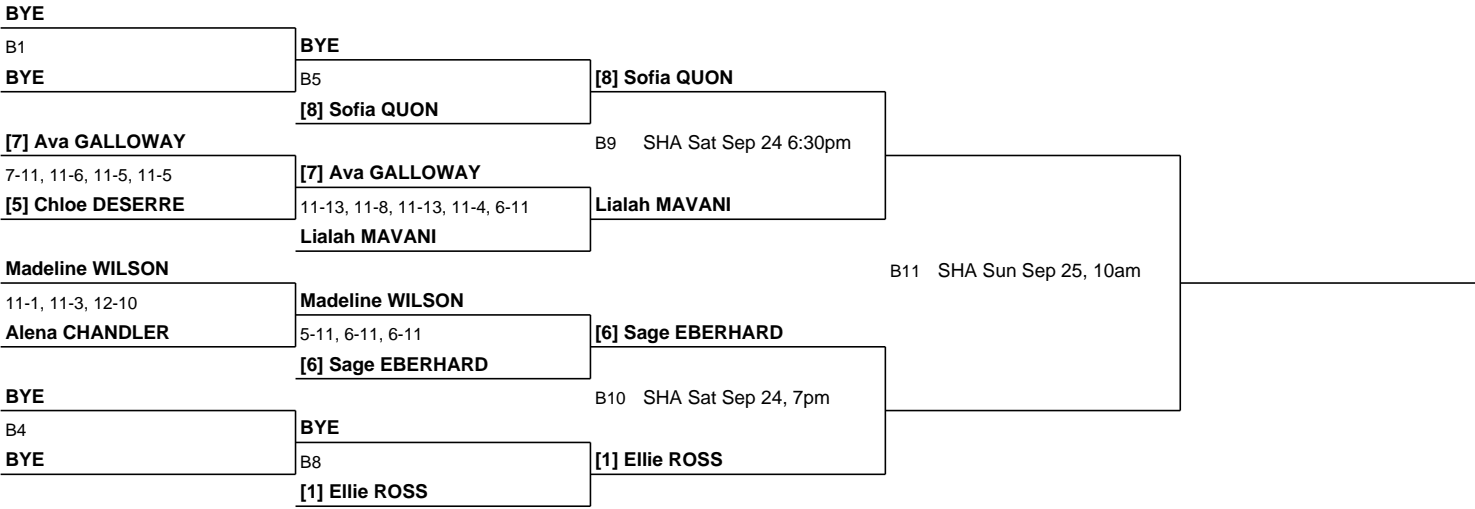 BYE
B1
BYE
BYE
B5
[8] Sofia QUON
[8] Sofia QUON
[7] Ava GALLOWAY
7-11, 11-6, 11-5, 11-5
[5] Chloe DESERRE
[7] Ava GALLOWAY
11-13, 11-8, 11-13, 11-4, 6-11
Lialah MAVANI
B9 SHA Sat Sep 24 6:30pm
Lialah MAVANI
Madeline WILSON
11-1, 11-3, 12-10
Alena CHANDLER
Madeline WILSON
5-11, 6-11, 6-11
[6] Sage EBERHARD
[6] Sage EBERHARD
B11 SHA Sun Sep 25, 10am
BYE
B4
BYE
BYE
B8
[1] Ellie ROSS
B10 SHA Sat Sep 24, 7pm
[1] Ellie ROSS